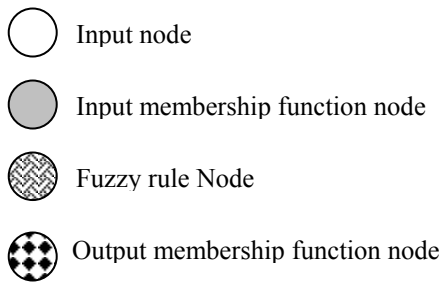 Input node
Input membership function node
Fuzzy rule Node
Output membership function node